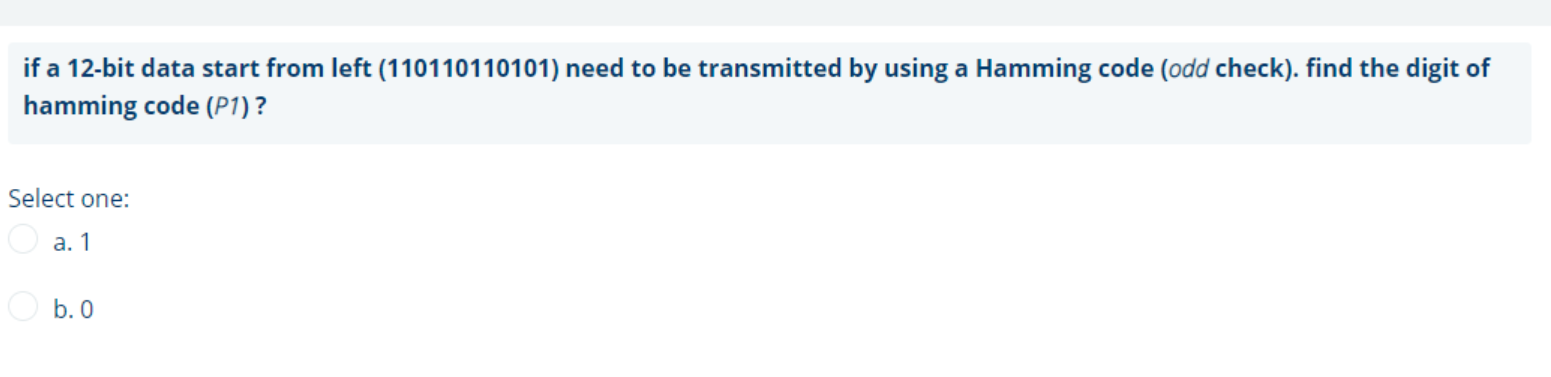 if a 12-bit data start from left (110110110101) need to be transmitted by using a Hamming code (odd check). find the digit of
hamming code (P1) ?
Select one:
a. 1
b. 0